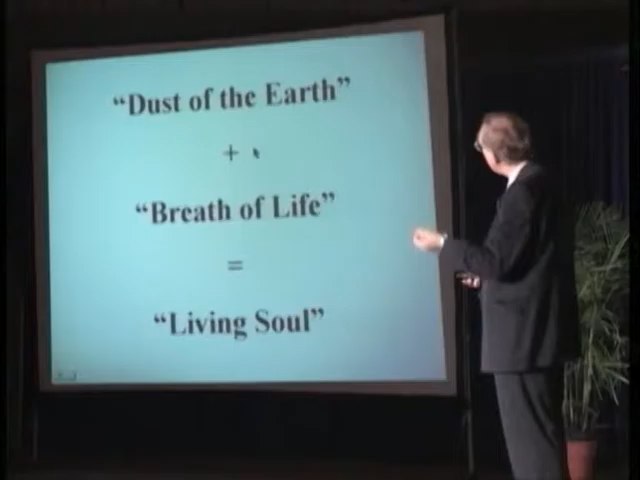 “Dust of the Earth”
+
“Breath of Life”
=
“Living Soul”